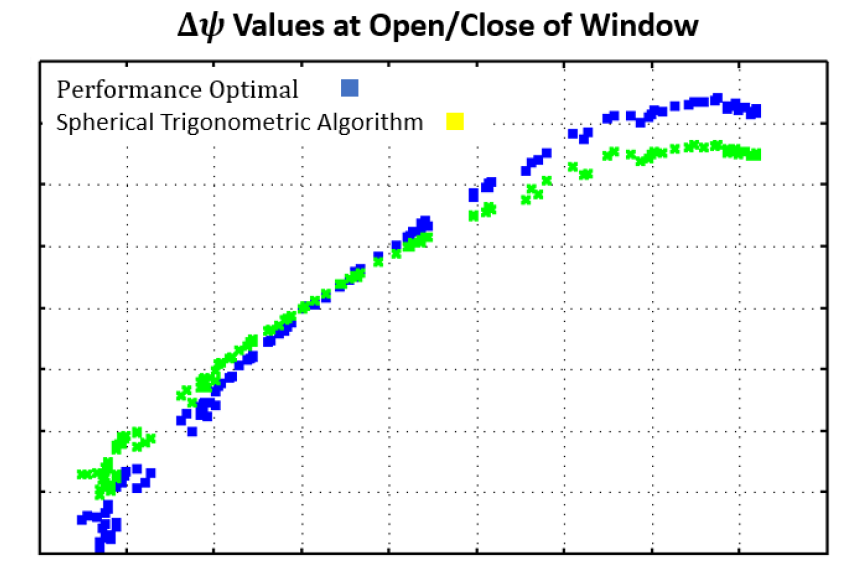 Δψ Values at Open/Close of Window
Performance Optimal
Spherical Trigonometric Algorithm